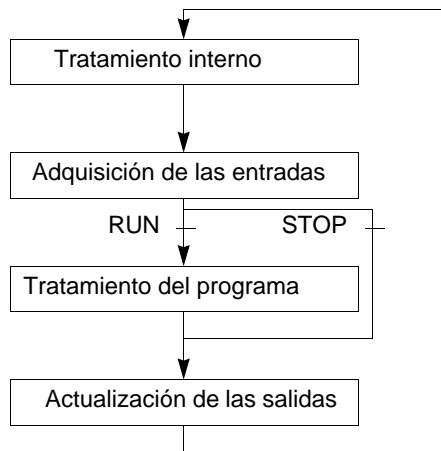 Tratamiento interno
Adquisición de las entradas
RUN STOP
Tratamiento del programa
Actualización de las salidas